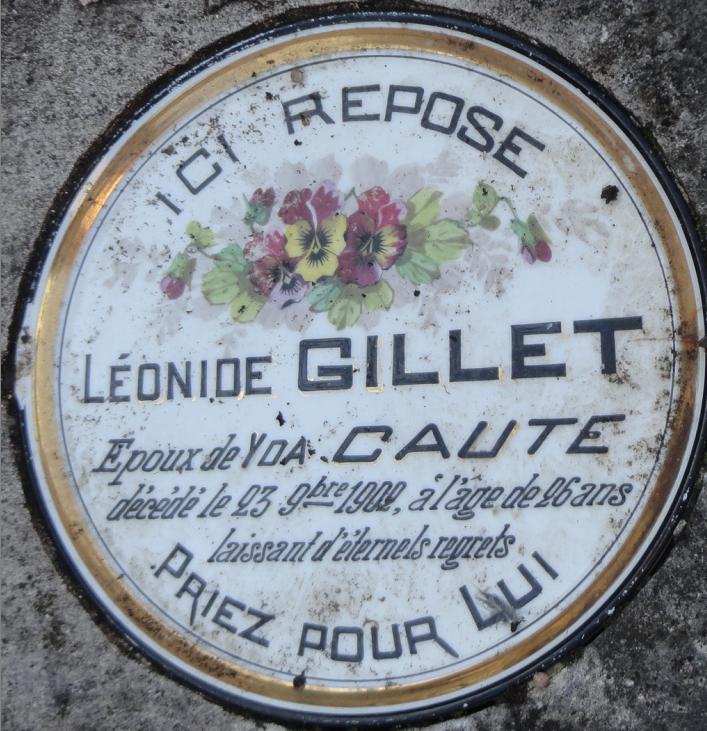 ICI REPOSE
LÉONIDE GILLET
Epoux de YDA CAUTE
décédé le 23 9bre 1902, à l'âge de 26 ans
laissant d'éternels regrets
PRIEZ POUR LUI